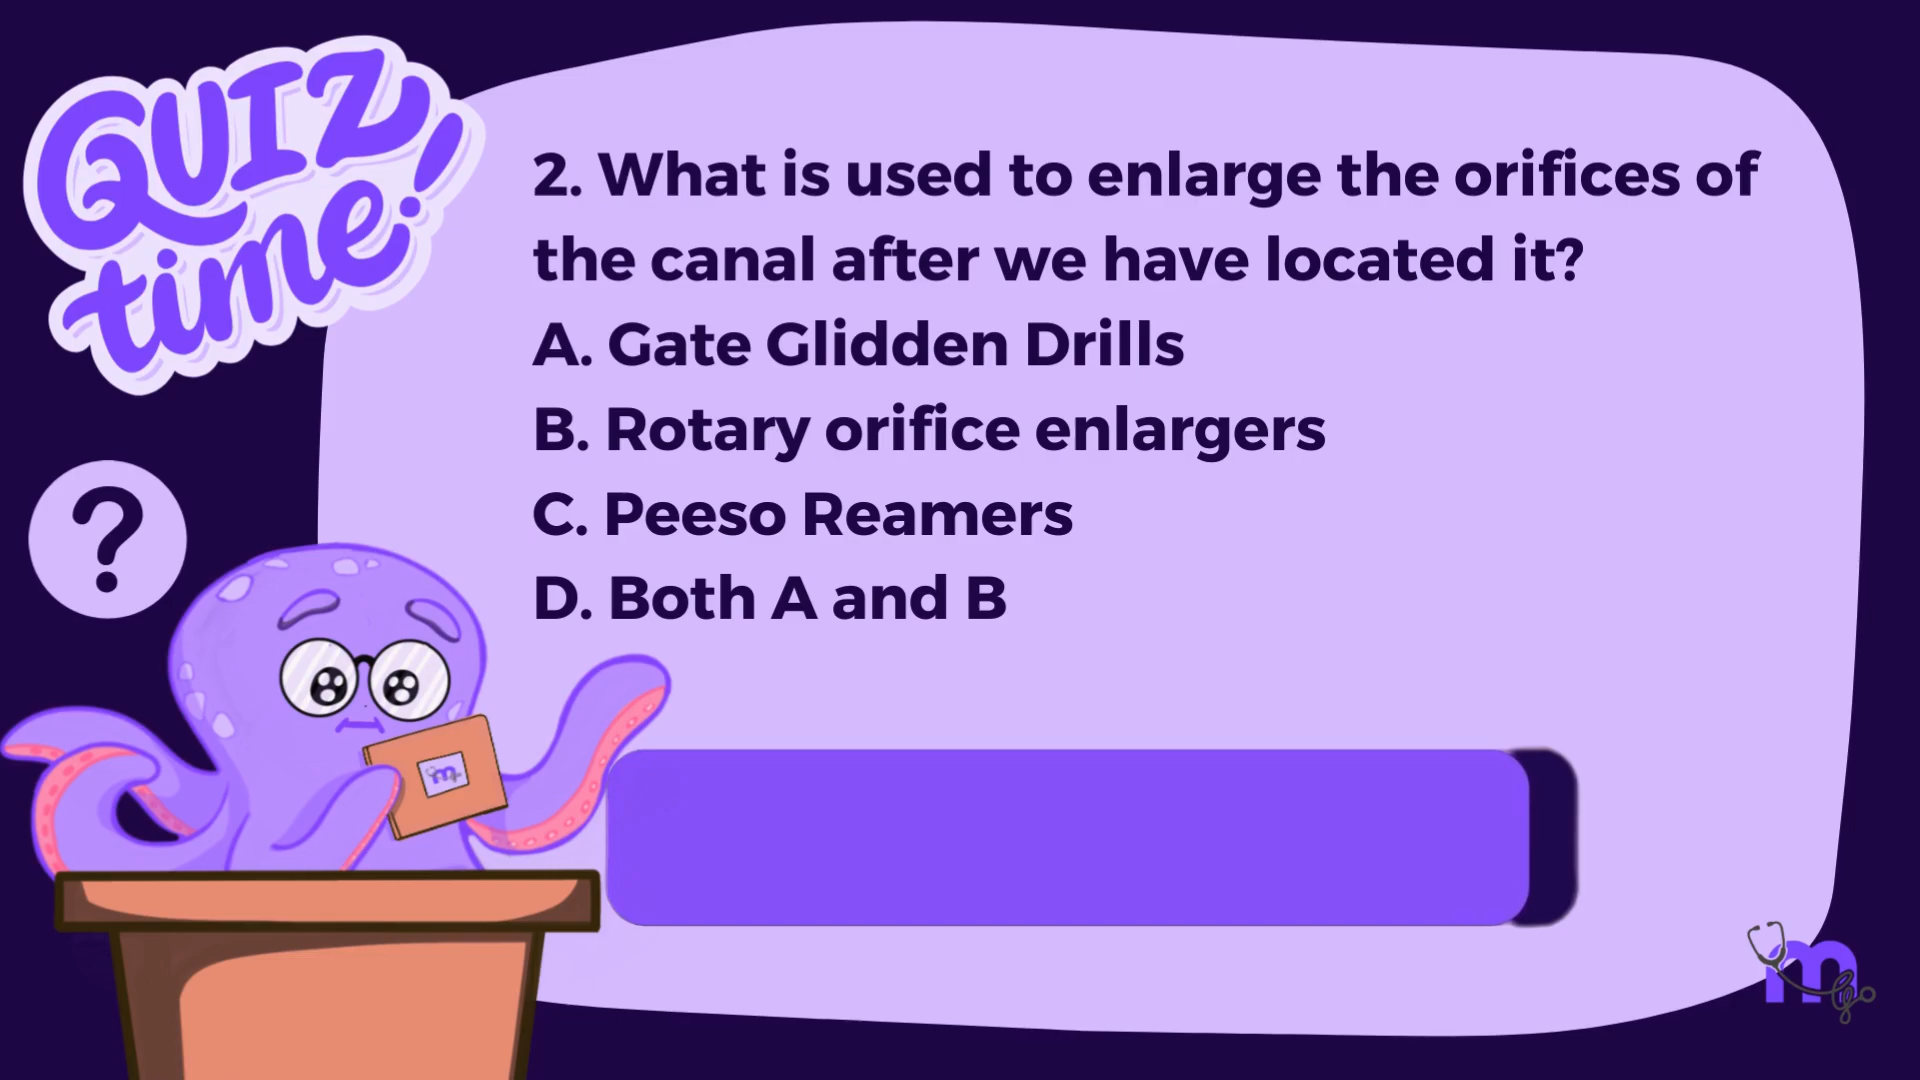 QUIZ
time!
2. What is used to enlarge the orifices of
the canal after we have located it?
A. Gate Glidden Drills
B. Rotary orifice enlargers
C. Peeso Reamers
D. Both A and B
?
m
m
go